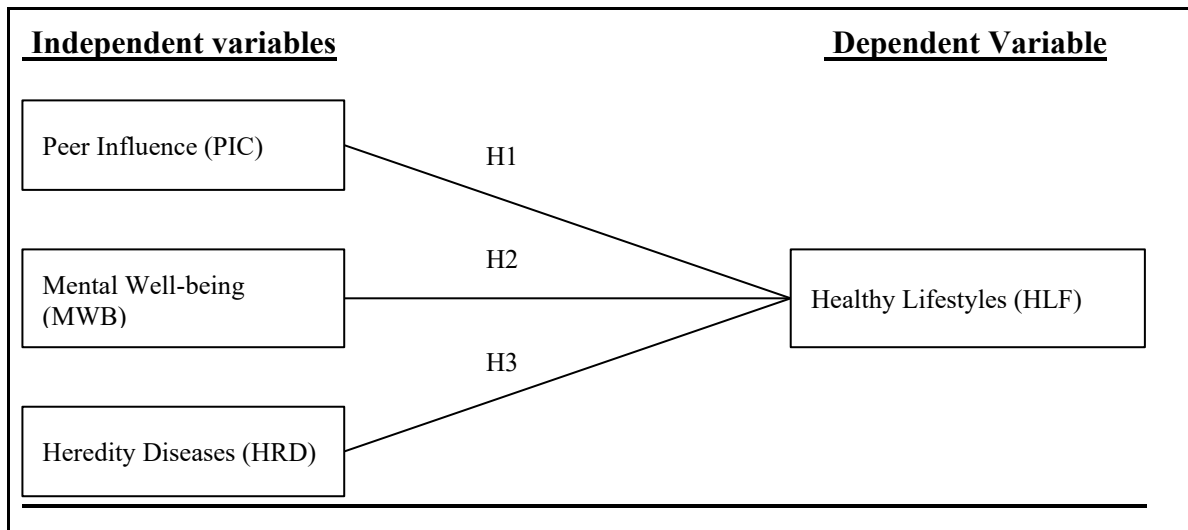 Independent variables
Dependent Variable
Peer Influence (PIC)
H1
H2
Mental Well-being
(MWB)
Healthy Lifestyles (HLF)
H3
Heredity Diseases (HRD)